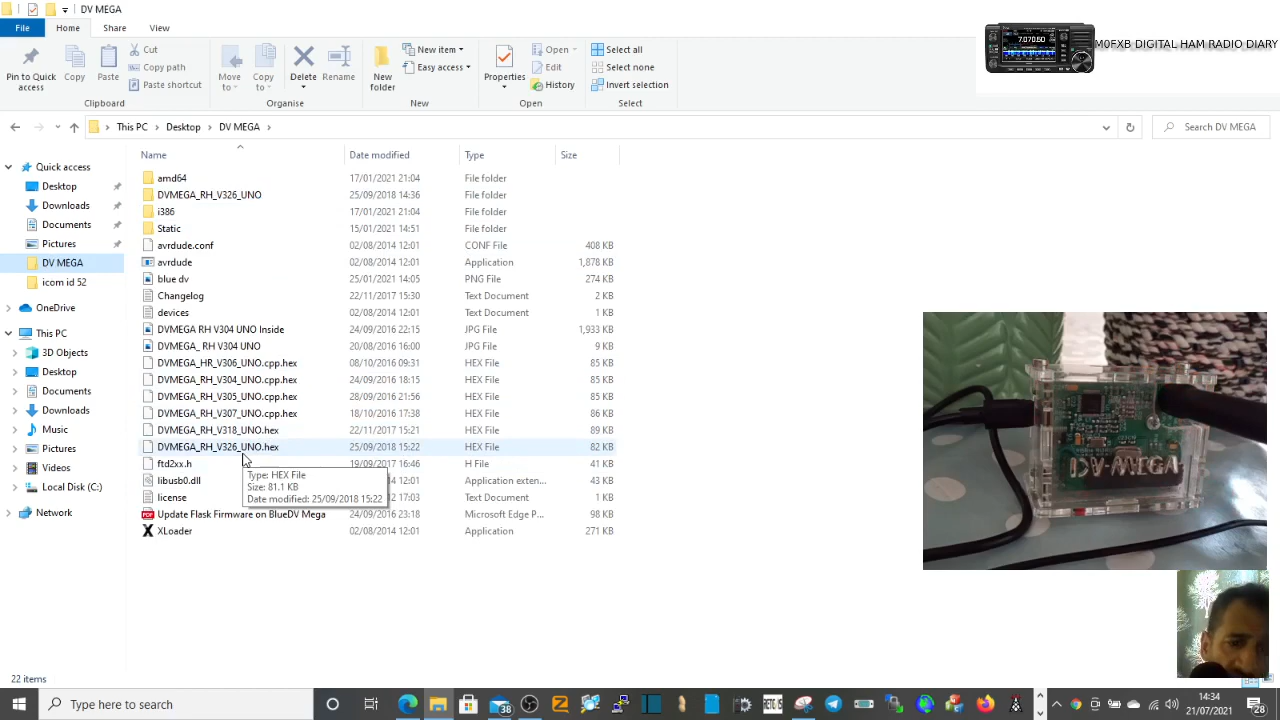 DV MEGA
File Home Share View
Pin to Quick access
Copy
Paste
Cut
Copy path
Paste shortcut
Move to
Copy to
New folder
New item
Easy access
Properties
Open
Edit
History
Select all
Select none
Invert selection
Clipboard Organise New Open Select
7.070.50
M0FXB DIGITAL HAM RADIO DIARY
This PC Desktop DV MEGA
Search DV MEGA
Name Date modified Type Size
Quick access
Desktop
Downloads
Documents
Pictures
DV MEGA
icom id 52
OneDrive
This PC
3D Objects
Desktop
Documents
Downloads
Music
Pictures
Videos
Local Disk (C:)
Network
amd64 17/01/2021 21:04 File folder
DVMEGA_RH_V326_UNO 25/09/2018 14:36 File folder
i386 17/01/2021 21:04 File folder
Static 15/01/2021 14:51 File folder
avrdude.conf 02/08/2014 12:01 CONF File 408 KB
avrdude 02/08/2014 12:01 Application 1,878 KB
blue dv 25/01/2021 14:05 PNG File 274 KB
Changelog 22/11/2017 15:30 Text Document 2 KB
devices 02/08/2014 12:01 Text Document 1 KB
DVMEGA RH V304 UNO Inside 24/09/2016 22:15 JPG File 1,933 KB
DVMEGA_ RH V304 UNO 20/08/2016 16:00 JPG File 9 KB
DVMEGA_HR_V306_UNO.cpp.hex 08/10/2016 09:31 HEX File 85 KB
DVMEGA_RH_V304_UNO.cpp.hex 24/09/2016 18:15 HEX File 85 KB
DVMEGA_RH_V305_UNO.cpp.hex 28/09/2016 21:56 HEX File 85 KB
DVMEGA_RH_V307_UNO.cpp.hex 18/10/2016 17:38 HEX File 86 KB
DVMEGA_RH_V318_UNO.hex 22/11/2017 15:21 HEX File 89 KB
DVMEGA_RH_V326_UNO.hex 25/09/2018 15:22 HEX File 82 KB
ftd2xx.h 19/09/2017 16:46 H File 41 KB
libusb0.dll 12:01 Application exten... 43 KB
license 17:03 Text Document 1 KB
Update Flask Firmware on BlueDV Mega 24/09/2016 23:18 Microsoft Edge P... 98 KB
XLoader 02/08/2014 12:01 Application 271 KB
Type: HEX File
Size: 81.1 KB
Date modified: 25/09/2018 15:22
DV-MEGA
22 items
Type here to search
38
14:34
21/07/2021
28